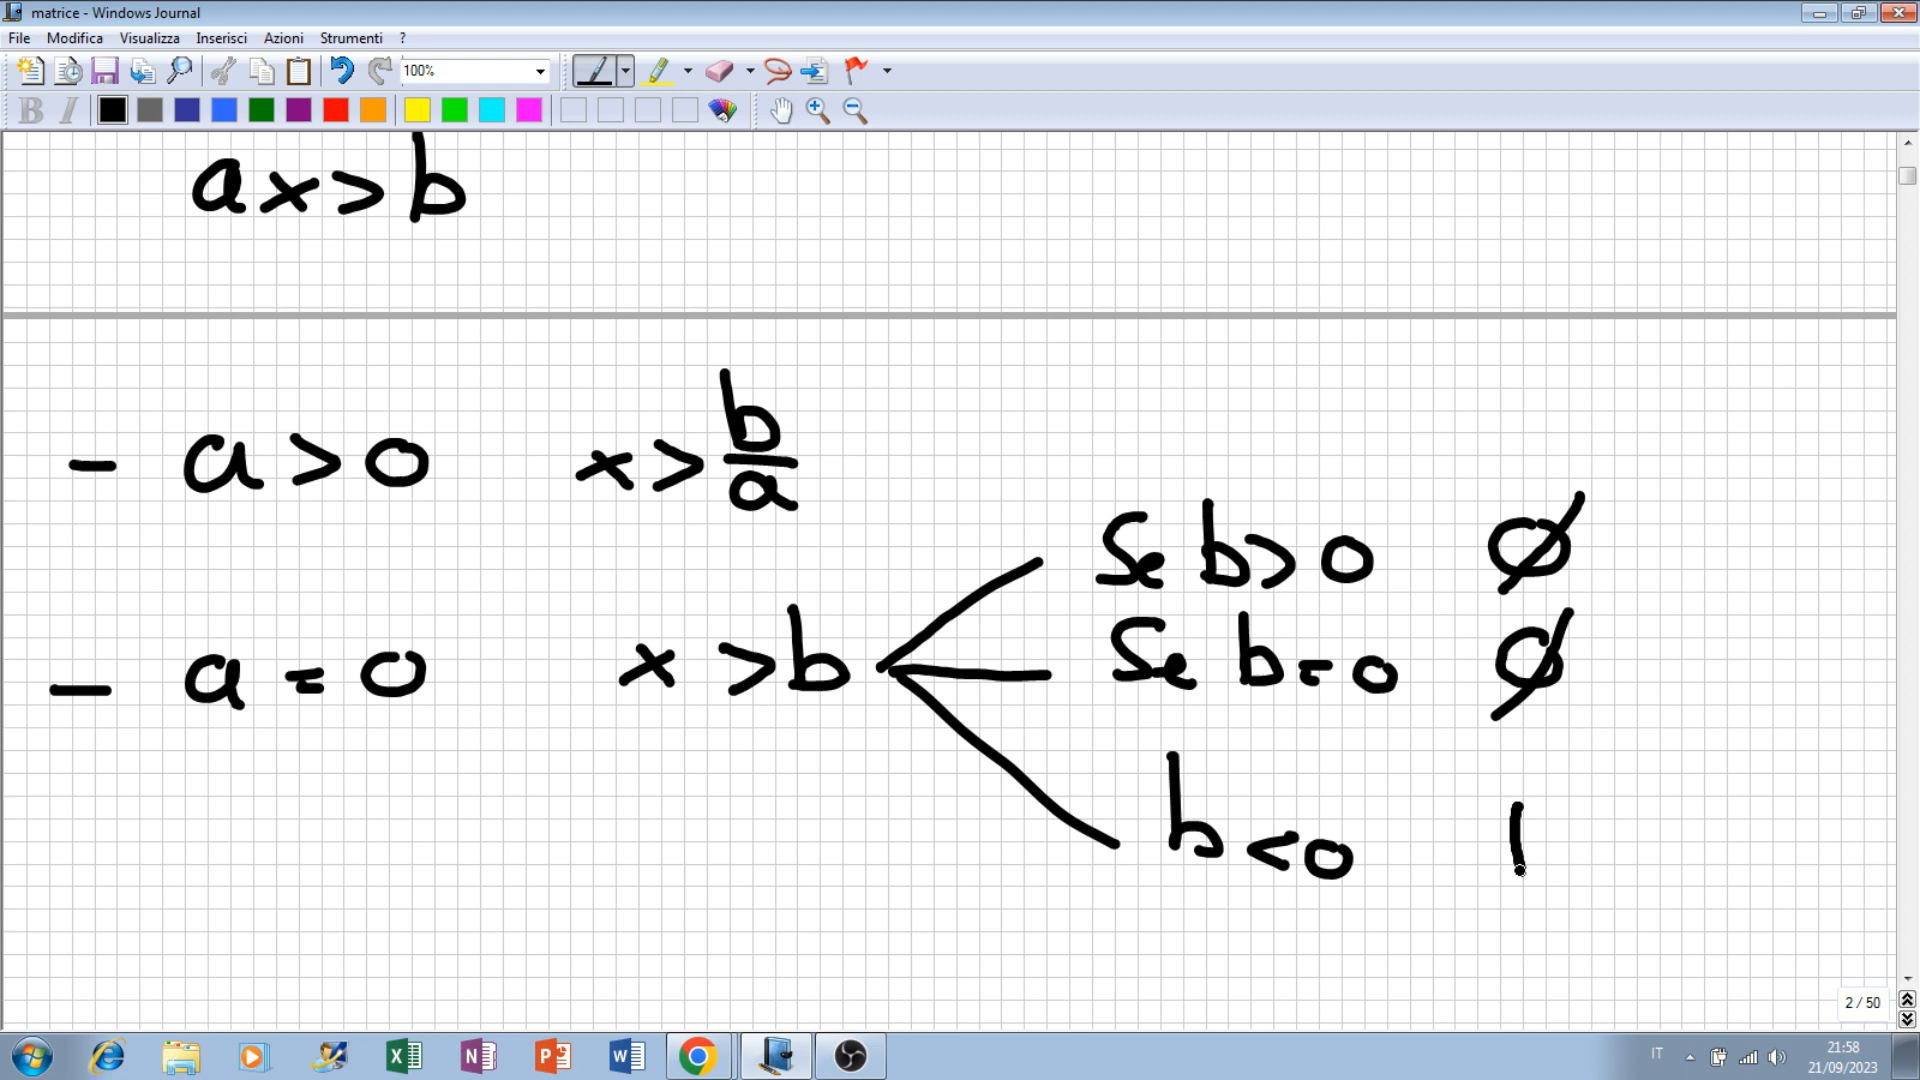 matrice - Windows Journal
File Modifica Visualizza Inserisci Azioni Strumenti ?
100%
B I
ax > b
- a > 0 x > b/a
Se b > 0 ∅
- a = 0 x > b Se b = 0 ∅
b < 0 |
2 / 50
IT 21:58
21/09/2023